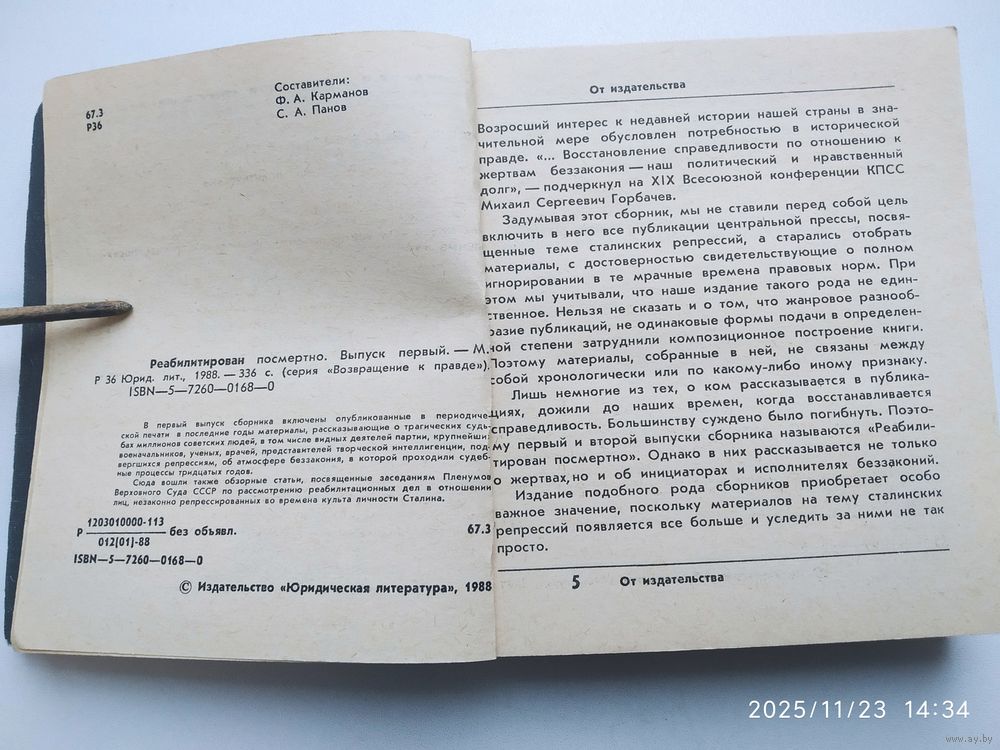 67.3
Р36
Составители:
Ф. А. Карманов
С. А. Панов
Реабилитирован посмертно. Выпуск первый. — М.
Р 36 Юрид. лит., 1988. — 336 с. (серия «Возвращение к правде»).
ISBN—5—7260—0168—0
В первый выпуск сборника включены опубликованные в периодиче-
ской печати в последние годы материалы, рассказывающие о трагических судь-
бах миллионов советских людей, в том числе видных деятелей партии, крупнейших
военачальников, ученых, врачей, представителей творческой интеллигенции, под-
вергшихся репрессиям, об атмосфере беззакония, в которой проходили судеб-
ные процессы тридцатых годов.
Сюда вошли также обзорные статьи, посвященные заседаниям Пленумов
Верховного Суда СССР по рассмотрению реабилитационных дел в отношении
лиц, незаконно репрессированных во времена культа личности Сталина.
Р 1203010000-113 без объявл. 67.3
012(01)-88
ISBN—5—7260—0168—0
© Издательство «Юридическая литература», 1988
От издательства
Возросший интерес к недавней истории нашей страны в зна-
чительной мере обусловлен потребностью в исторической
правде. «... Восстановление справедливости по отношению к
жертвам беззакония — наш политический и нравственный
долг», — подчеркнул на XIX Всесоюзной конференции КПСС
Михаил Сергеевич Горбачев.
Задумывая этот сборник, мы не ставили перед собой цель
включить в него все публикации центральной прессы, посвя-
щенные теме сталинских репрессий, а старались отобрать
материалы, с достоверностью свидетельствующие о полном
игнорировании в те мрачные времена правовых норм. При
этом мы учитывали, что наше издание такого рода не един-
ственное. Нельзя не сказать и о том, что жанровое разнооб-
разие публикаций, не одинаковые формы подачи в определен-
ной степени затруднили композиционное построение книги.
Поэтому материалы, собранные в ней, не связаны между
собой хронологически или по какому-либо иному признаку.
Лишь немногие из тех, о ком рассказывается в публика-
циях, дожили до наших времен, когда восстанавливается
справедливость. Большинству суждено было погибнуть. Поэто-
му первый и второй выпуски сборника называются «Реабили-
тирован посмертно». Однако в них рассказывается не только
о жертвах, но и об инициаторах и исполнителях беззаконий.
Издание подобного рода сборников приобретает особо
важное значение, поскольку материалов на тему сталинских
репрессий появляется все больше и уследить за ними не так
просто.
5 От издательства
2025/11/23 14:34
www.ay.by